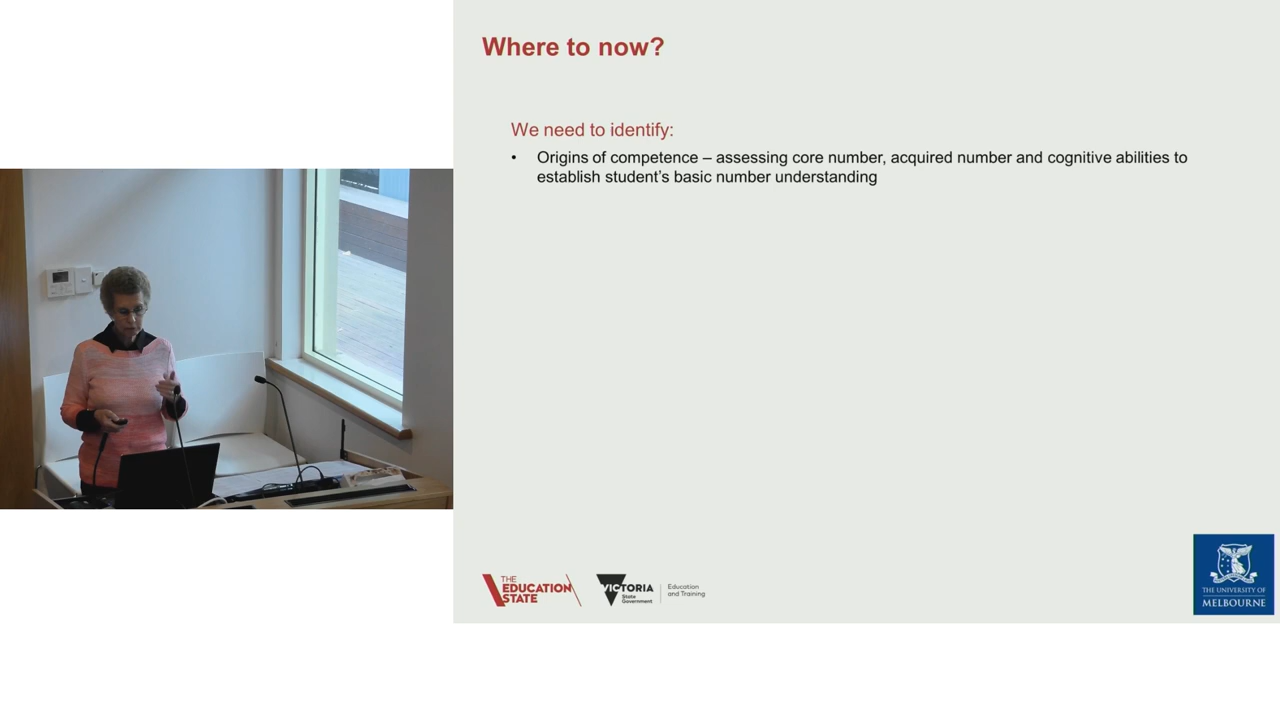 Where to now?
We need to identify:
• Origins of competence – assessing core number, acquired number and cognitive abilities to
establish student's basic number understanding
THE
EDUCATION
STATE
VICTORIA
State
Government
Education
and Training
THE UNIVERSITY OF
MELBOURNE